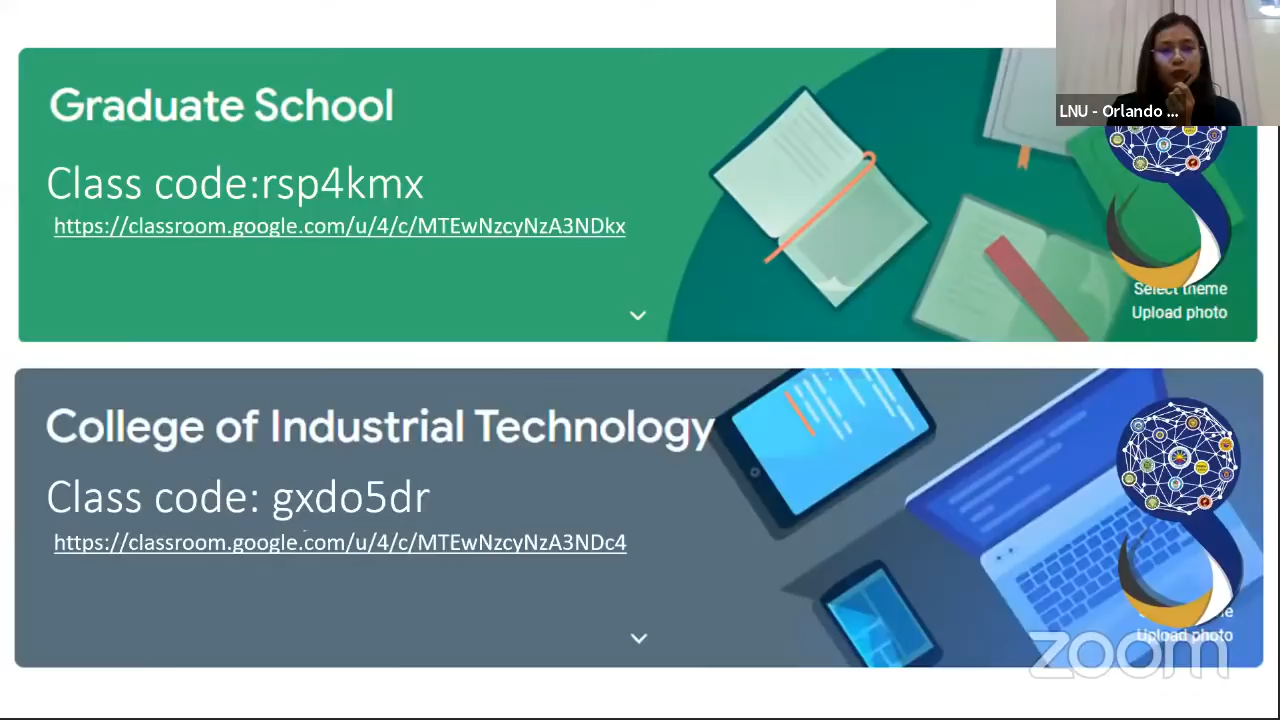 Graduate School
Class code:rsp4kmx
https://classroom.google.com/u/4/c/MTEwNzcyNzA3NDkx
LNU - Orlando ...
Select theme
Upload photo
College of Industrial Technology
Class code: gxdo5dr
https://classroom.google.com/u/4/c/MTEwNzcyNzA3NDc4
Upload photo
zoom